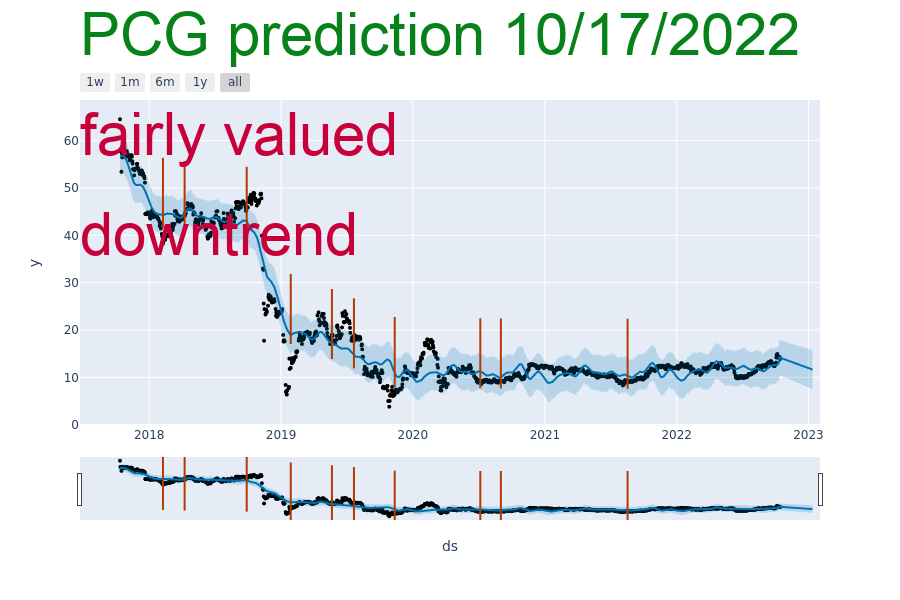 PCG prediction 10/17/2022
1w 1m 6m 1y all
fairly valued
downtrend
60
50
40
30
20
10
0
y
2018 2019 2020 2021 2022 2023
ds